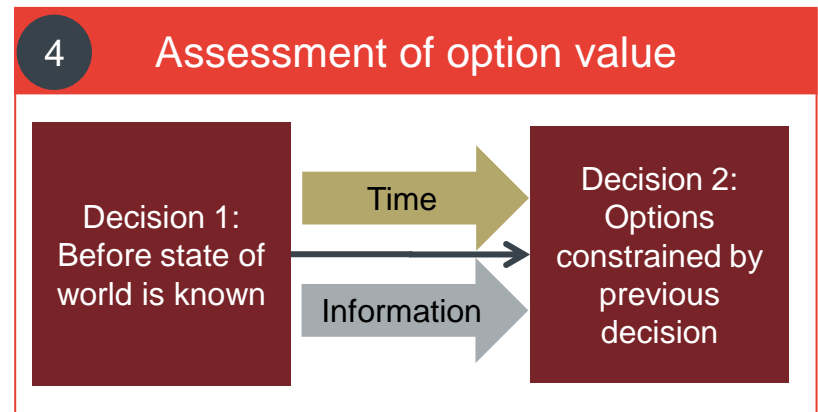 4
Assessment of option value
Decision 1:
Before state of
world is known
Time
Information
Decision 2:
Options
constrained by
previous
decision